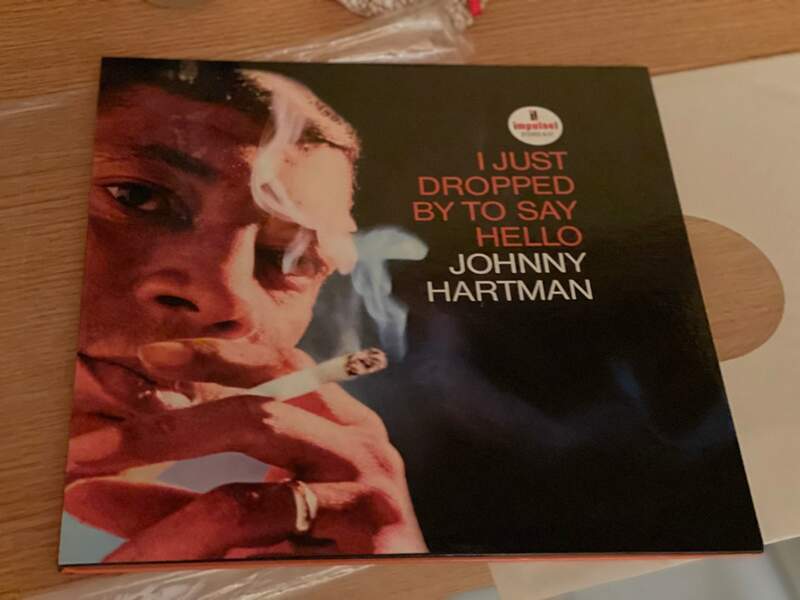 impulse!
I JUST
DROPPED
BY TO SAY
HELLO
JOHNNY
HARTMAN